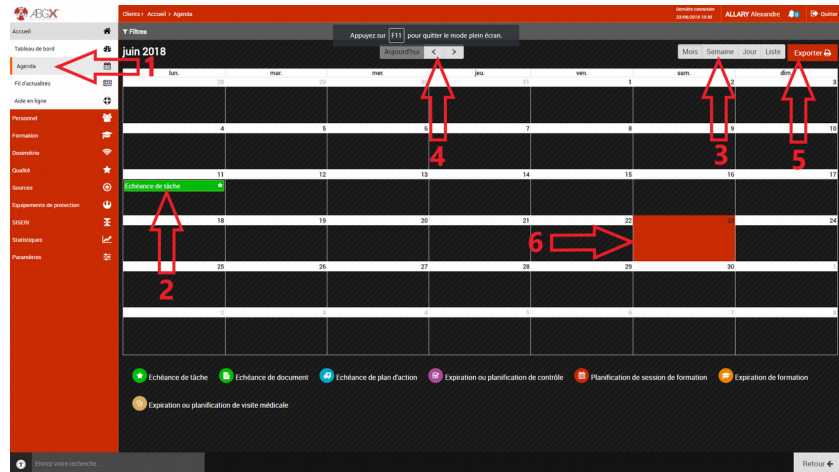 ABGX
Clients > Accueil > Agenda
Dernière connexion
23/06/2018 10:30
ALLARY Alexandre
Quitter
Accueil
Filtres
Appuyez sur F11 pour quitter le mode plein écran.
Tableau de bord
juin 2018
Aujourd'hui < >
Mois Semaine Jour Liste
Exporter
Agenda
1
lun. mar. mer. jeu. ven. sam. dim.
28 29 30 31 1 2 3
Fil d'actualités
Aide en ligne
Personnel
4 5 6 7 8 9 10
Formation
Dosimétrie
4 3 5
Qualité
11 12 13 14 15 16 17
Sources
Echéance de tâche
Equipements de protection
SISERI
18 19 20 21 22 23 24
Statistiques
6
Paramètres
25 26 27 28 29 30 1
2
2 3 4 5 6 7 8
Echéance de tâche
Echéance de document
Echéance de plan d'action
Expiration ou planification de contrôle
Planification de session de formation
Expiration de formation
Expiration ou planification de visite médicale
Entrez votre recherche...
Retour